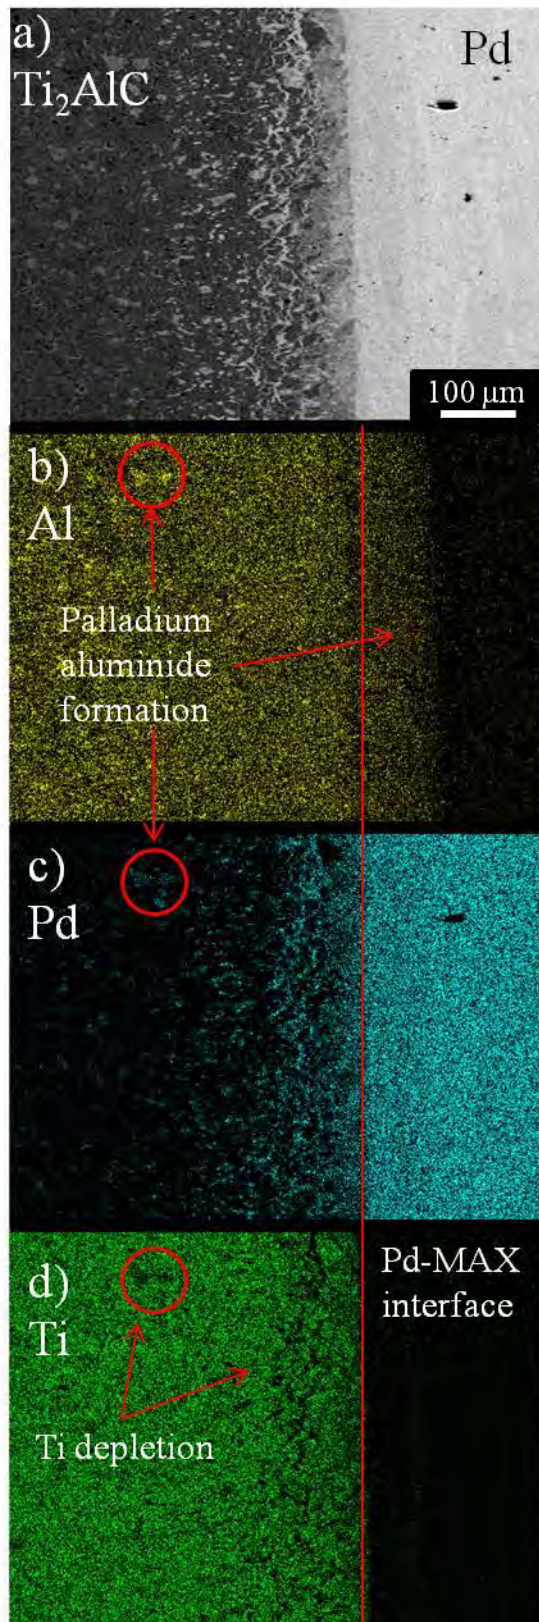 a)
Ti₂AlC
Pd
100 µm
b)
Al
Palladium
aluminide
formation
c)
Pd
d)
Ti
Pd-MAX
interface
Ti depletion